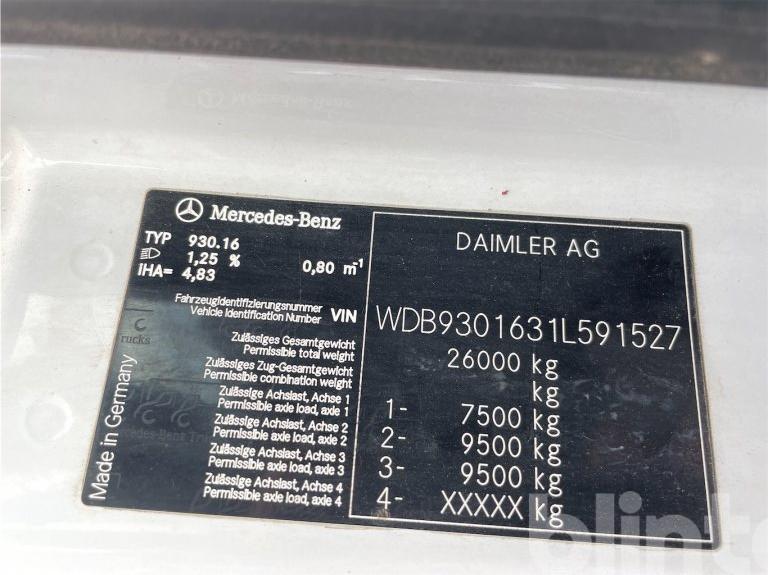 Mercedes-Benz
Mercedes-Benz
TYP 930.16
1,25 % 0,80 m⁻¹
IHA= 4,83
Fahrzeugidentifizierungsnummer
Vehicle Identification Number VIN
Zulässiges Gesamtgewicht
Permissible total weight
Zulässiges Zug-Gesamtgewicht
Permissible combination weight
Zulässige Achslast, Achse 1
Permissible axle load, axle 1
Zulässige Achslast, Achse 2
Permissible axle load, axle 2
Zulässige Achslast, Achse 3
Permissible axle load, axle 3
Zulässige Achslast, Achse 4
Permissible axle load, axle 4
Made in Germany
DAIMLER AG
WDB9301631L591527
26000 kg
kg
1- 7500 kg
2- 9500 kg
3- 9500 kg
4- XXXXX kg
rucks
blinto